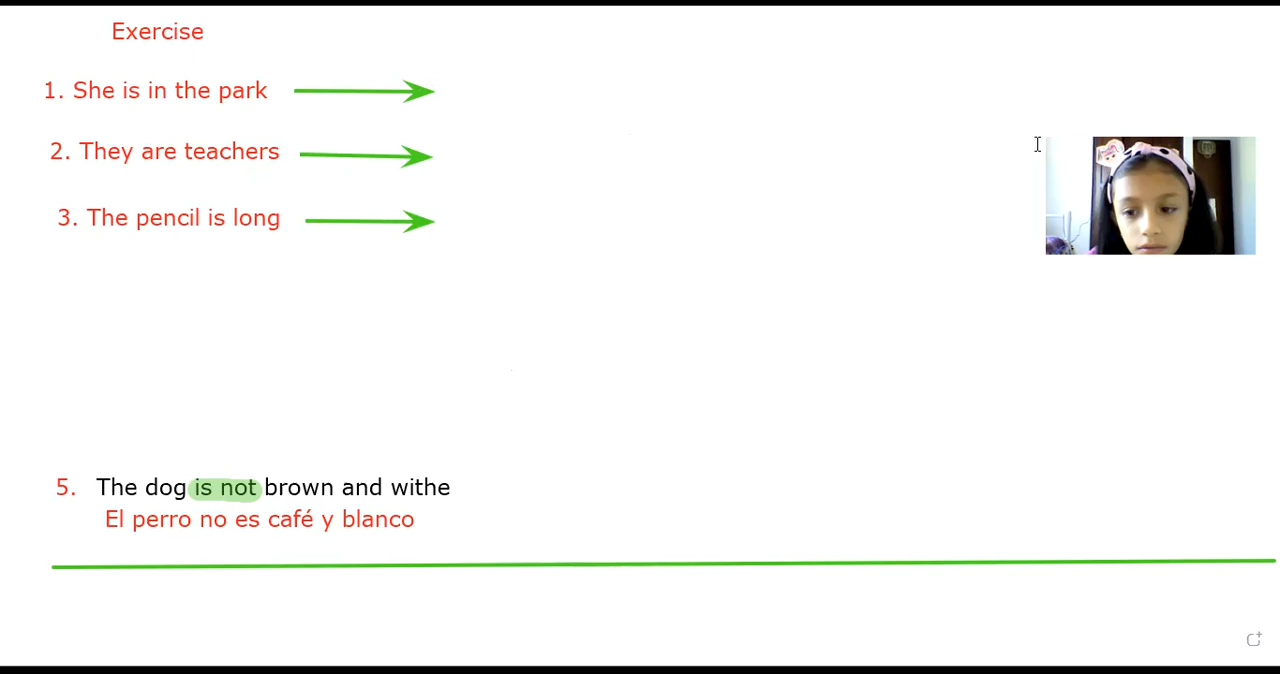 Exercise
1. She is in the park
2. They are teachers
3. The pencil is long
5. The dog is not brown and withe
El perro no es café y blanco